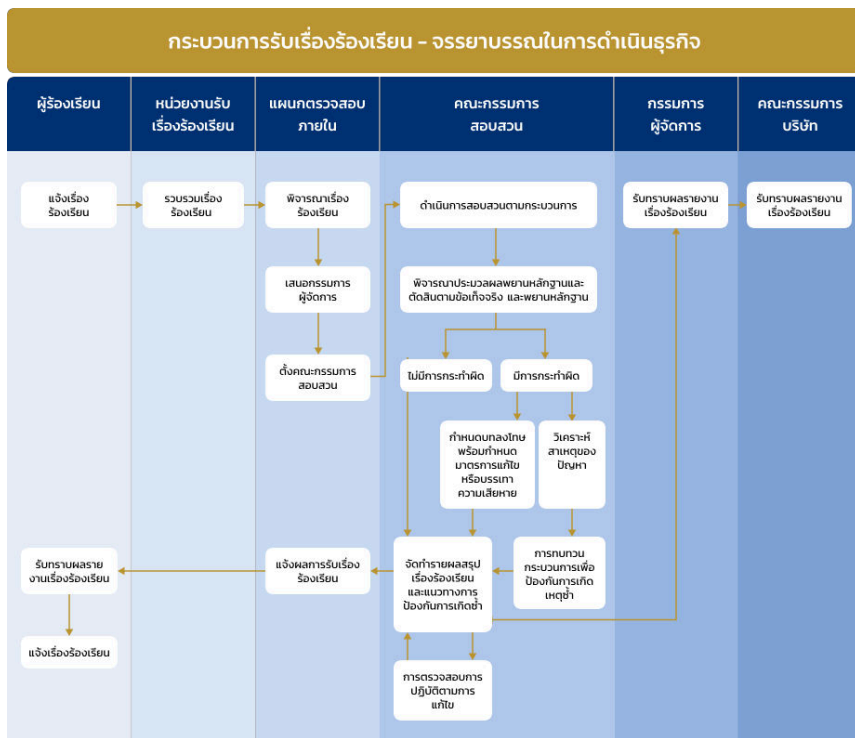 กระบวนการรับเรื่องร้องเรียน - จรรยาบรรณในการดำเนินธุรกิจ
ผู้ร้องเรียน
หน่วยงานรับ
เรื่องร้องเรียน
แผนกตรวจสอบ
ภายใน
คณะกรรมการ
สอบสวน
กรรมการ
ผู้จัดการ
คณะกรรมการ
บริษัท
แจ้งเรื่อง
ร้องเรียน
รวบรวมเรื่อง
ร้องเรียน
พิจารณาเรื่อง
ร้องเรียน
ดำเนินการสอบสวนตามกระบวนการ
รับทราบผลรายงาน
เรื่องร้องเรียน
รับทราบผลรายงาน
เรื่องร้องเรียน
เสนอกรรมการ
ผู้จัดการ
พิจารณาประมวลผลพยานหลักฐานและ
ตัดสินตามข้อเท็จจริง และพยานหลักฐาน
ตั้งคณะกรรมการ
สอบสวน
ไม่มีการกระทำผิด
มีการกระทำผิด
กำหนดบทลงโทษ
พร้อมกำหนด
มาตรการแก้ไข
หรือบรรเทา
ความเสียหาย
วิเคราะห์
สาเหตุของ
ปัญหา
รับทราบผลราย
งานเรื่องร้องเรียน
แจ้งผลการรับเรื่อง
ร้องเรียน
จัดทำรายผลสรุป
เรื่องร้องเรียน
และแนวทางการ
ป้องกันการเกิดซ้ำ
การทบทวน
กระบวนการเพื่อ
ป้องกันการเกิด
เหตุซ้ำ
แจ้งเรื่องร้องเรียน
การตรวจสอบการ
ปฏิบัติตามการ
แก้ไข